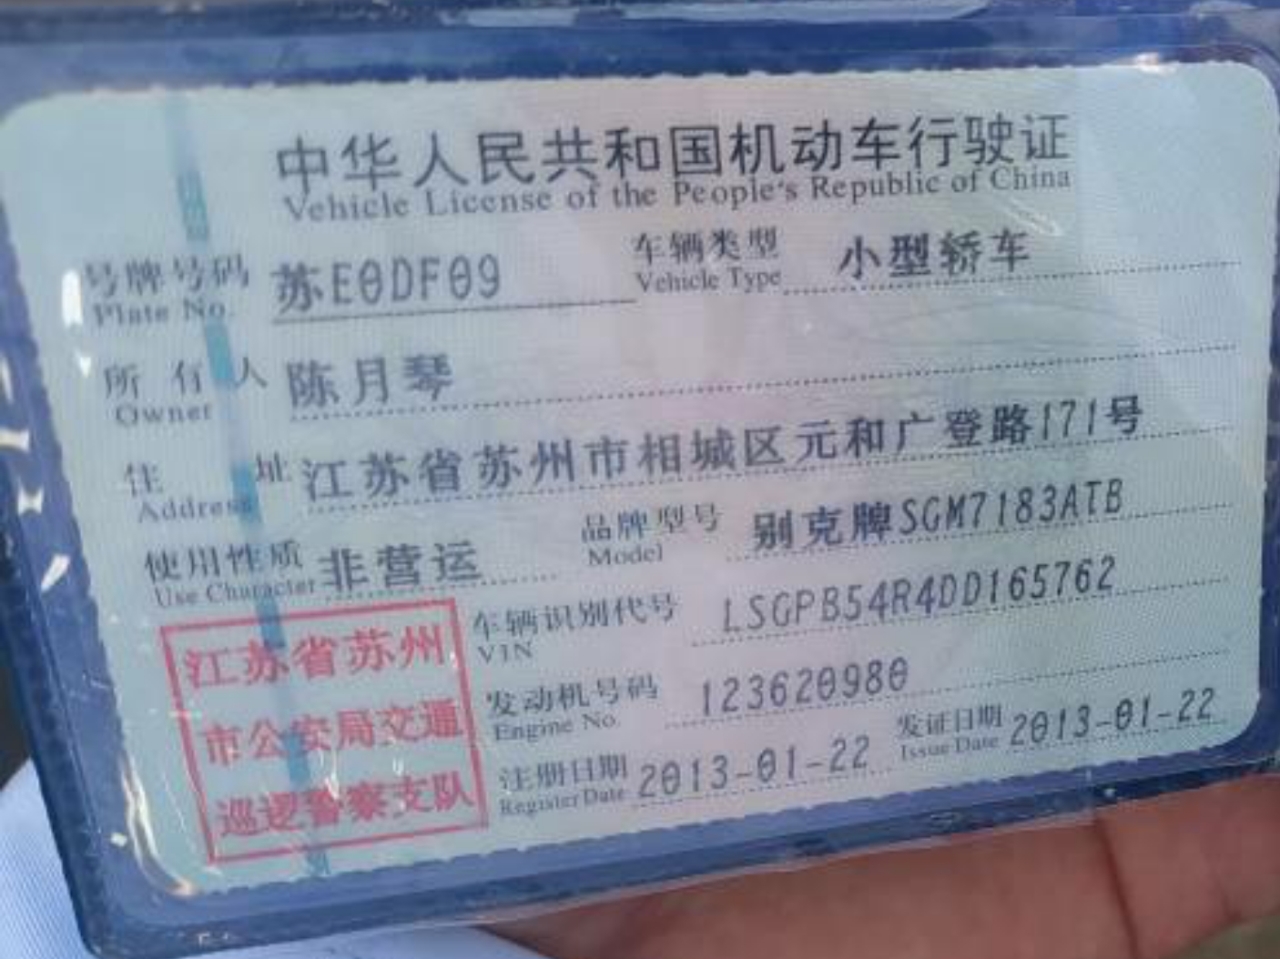 中华人民共和国机动车行驶证
Vehicle License of the People's Republic of China
号牌号码 苏E0DF09 车辆类型 小型轿车
Plate No. Vehicle Type
所有人 陈月琴
Owner
住址 江苏省苏州市相城区元和广登路171号
Address
使用性质 非营运 品牌型号 别克牌SGM7183ATB
Use Character Model
车辆识别代号 LSGPB54R4DD165762
VIN
发动机号码 123620980
Engine No.
注册日期 2013-01-22 发证日期 2013-01-22
Register Date Issue Date
江苏省苏州
市公安局交通
巡逻警察支队